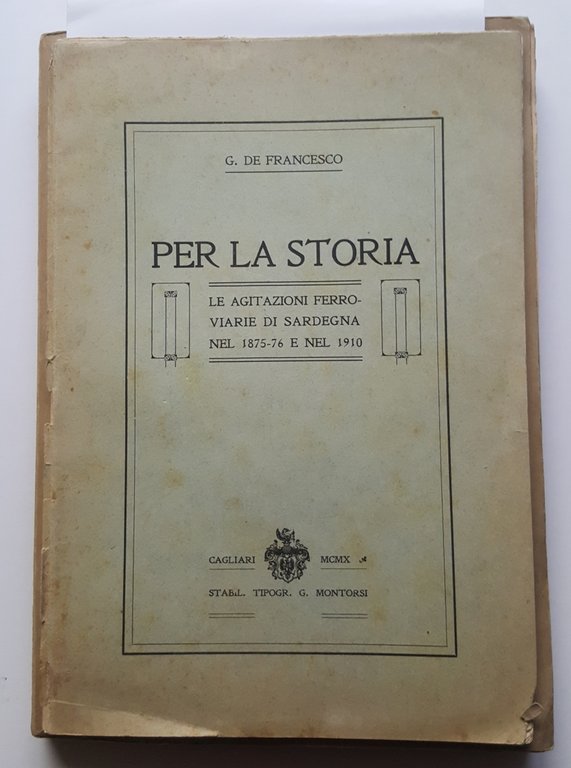 G. DE FRANCESCO
PER LA STORIA
LE AGITAZIONI FERRO-
VIARIE DI SARDEGNA
NEL 1875-76 E NEL 1910
CAGLIARI MCMX
STABIL. TIPOGR. G. MONTORSI